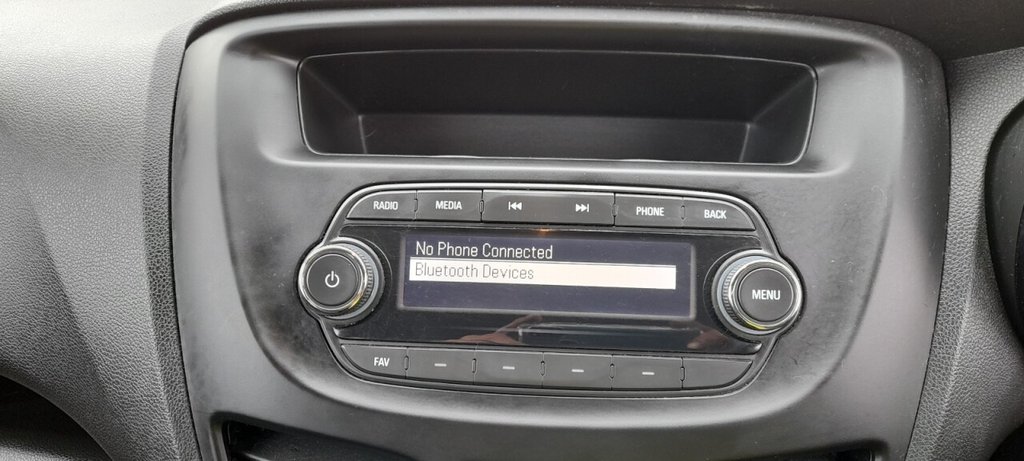 RADIO MEDIA PHONE BACK
No Phone Connected
Bluetooth Devices
MENU
FAV